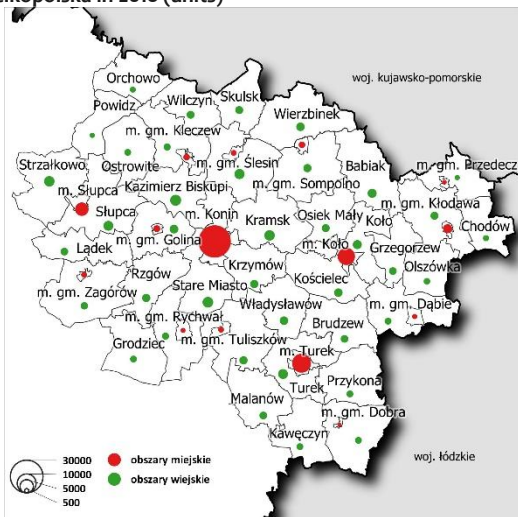 Orchowo
Skulsk
woj. kujawsko-pomorskie
Powidz
Wilczyn
Wierzbinek
m. gm. Kleczew
Strzałkowo
Ostrowite
m. gm. Ślesin
Babiak
m. gm. Przedecz
m. Słupca
Kazimierz Biskupi
m. gm. Sompolno
m. gm. Kłodawa
Słupca
m. Konin
Kramsk
Osiek Mały
Koło
Chodów
m. gm. Golina
m. Koło
Grzegorzew
Lądek
Rzgów
Krzymów
Kościelec
Olszówka
m. gm. Zagórów
Stare Miasto
Władysławów
m. gm. Dąbie
m. gm. Rychwał
Brudzew
Grodziec
m. gm. Tuliszków
m. Turek
Turek
Przykona
Malanów
m. gm. Dobra
Kawęczyn
woj. łódzkie
30000
10000
5000
500
obszary miejskie
obszary wiejskie